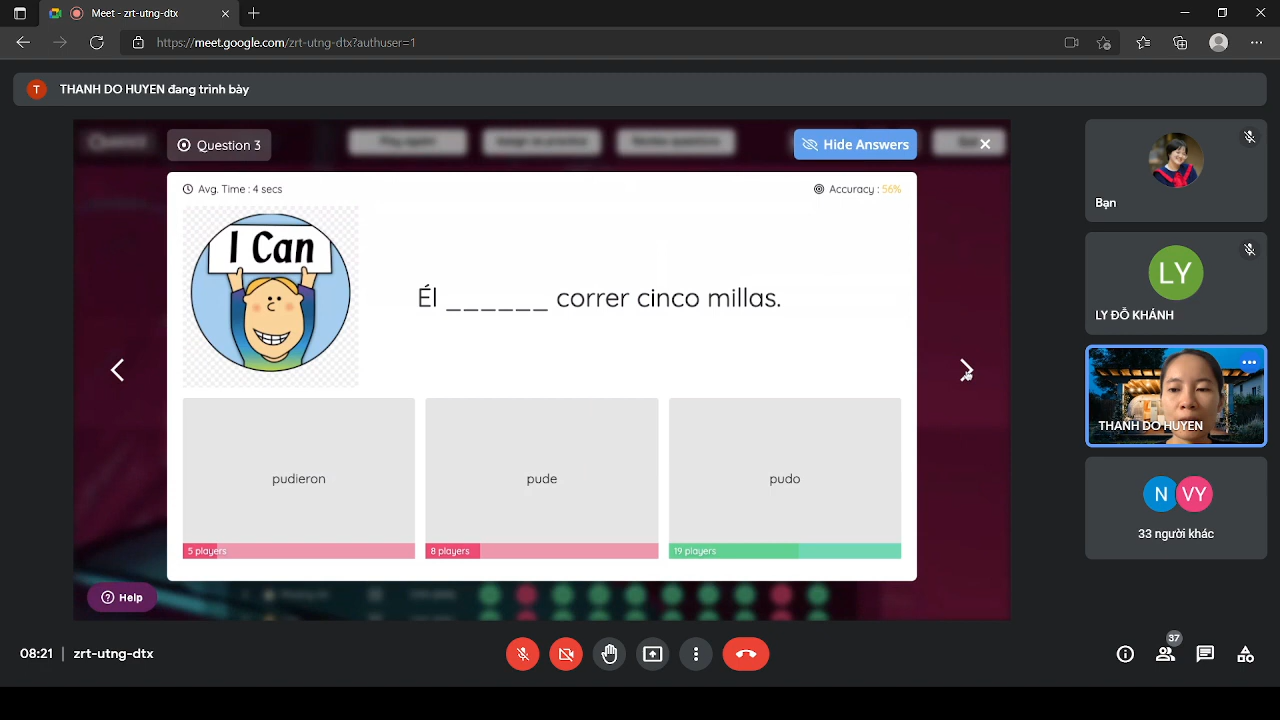 Meet - zrt-utng-dtx
https://meet.google.com/zrt-utng-dtx?authuser=1
T THANH DO HUYEN đang trình bày
Question 3
Hide Answers
Avg. Time : 4 secs
Accuracy : 56%
I Can
Él ______ correr cinco millas.
pudieron
pude
pudo
5 players
8 players
19 players
Help
Bạn
LY
LY ĐỖ KHÁNH
THANH DO HUYEN
N VY
33 người khác
08:21 | zrt-utng-dtx
37